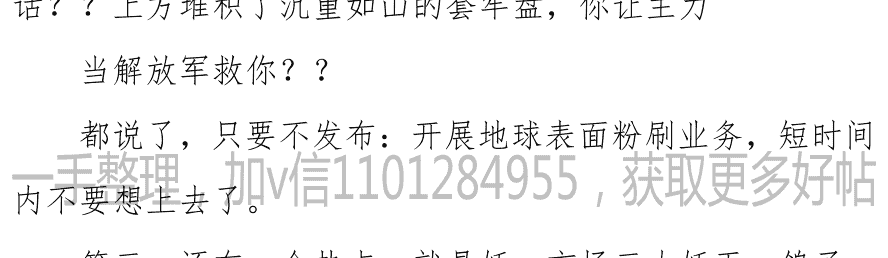 话？？上方堆积了沉重如山的套牢盘，你让主力
当解放军救你？？
都说了，只要不发布：开展地球表面粉刷业务，短时间
一手整理，加v信1101284955，获取更多好帖
内不要想上去了。